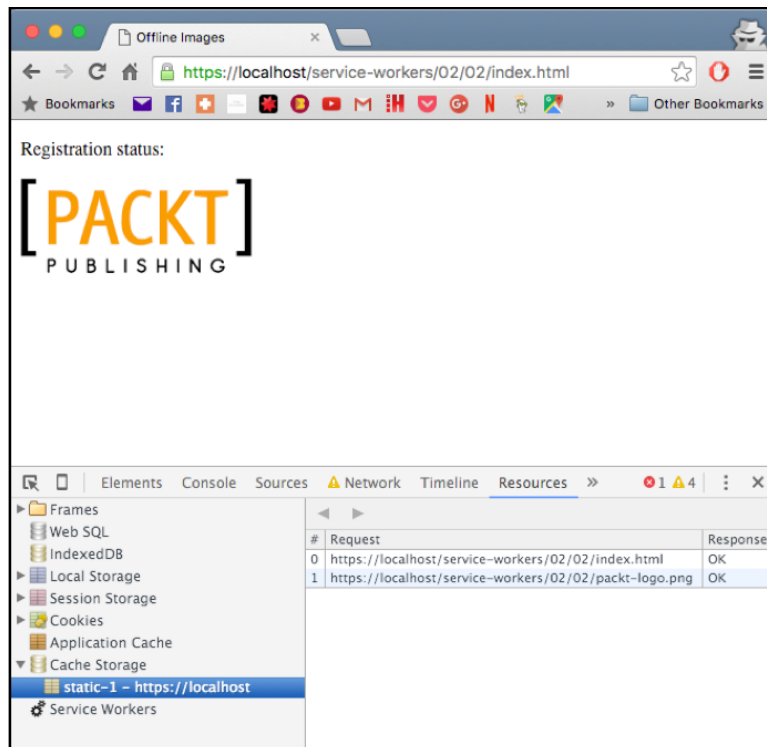 Offline Images
https://localhost/service-workers/02/02/index.html
Bookmarks
Other Bookmarks
Registration status:
[PACKT]
PUBLISHING
Elements Console Sources Network Timeline Resources » 1 4
Frames
Web SQL
IndexedDB
Local Storage
Session Storage
Cookies
Application Cache
Cache Storage
static-1 – https://localhost
Service Workers
# Request Response
0 https://localhost/service-workers/02/02/index.html OK
1 https://localhost/service-workers/02/02/packt-logo.png OK